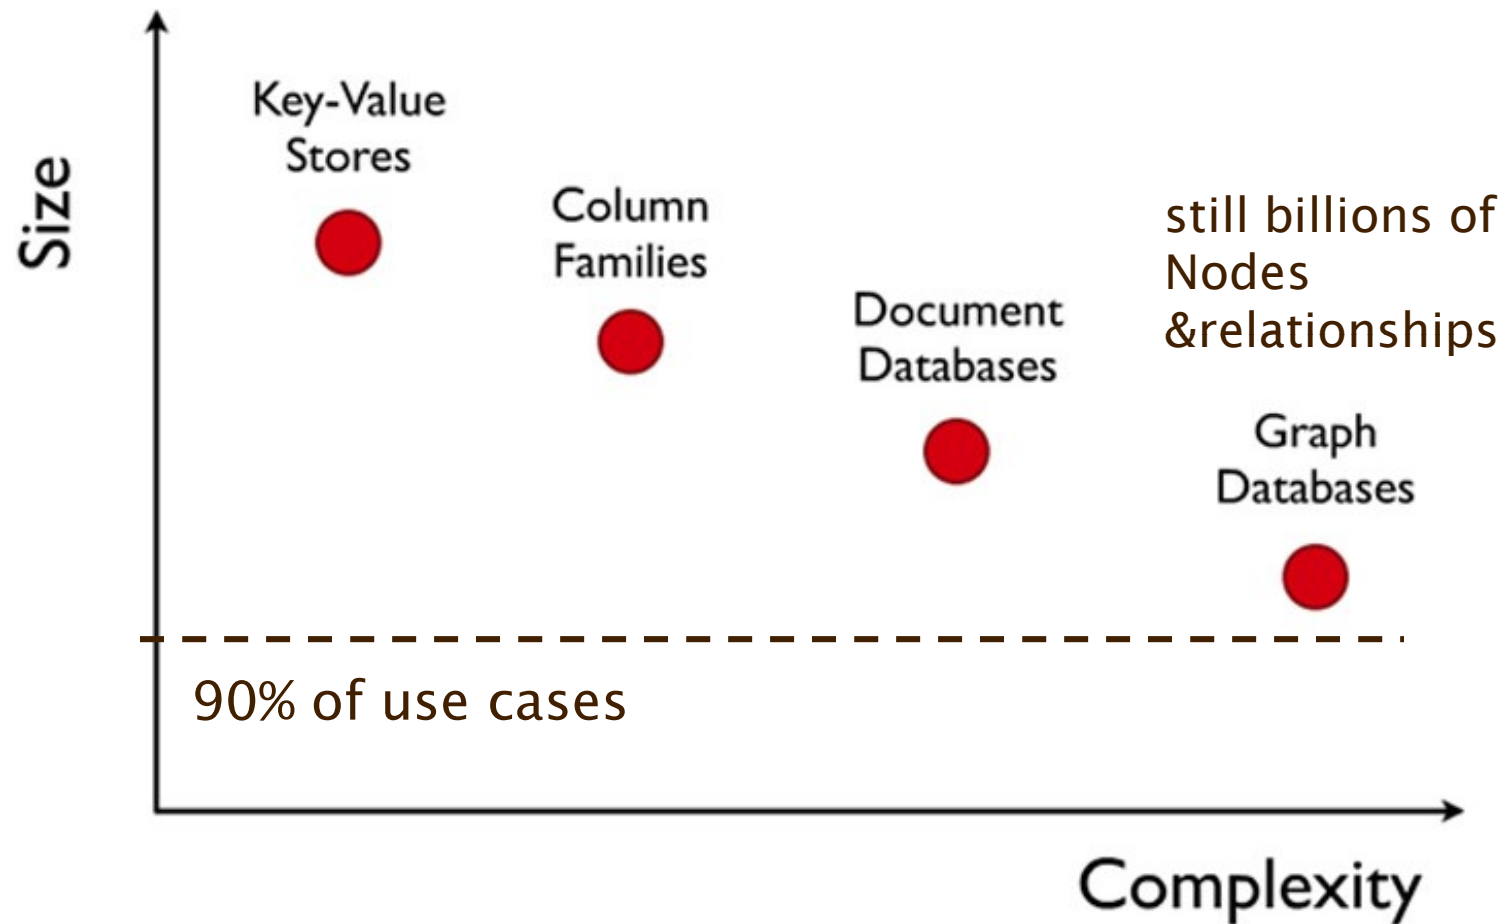 Size
Key-Value
Stores
Column
Families
Document
Databases
still billions of
Nodes
&relationships
Graph
Databases
90% of use cases
Complexity